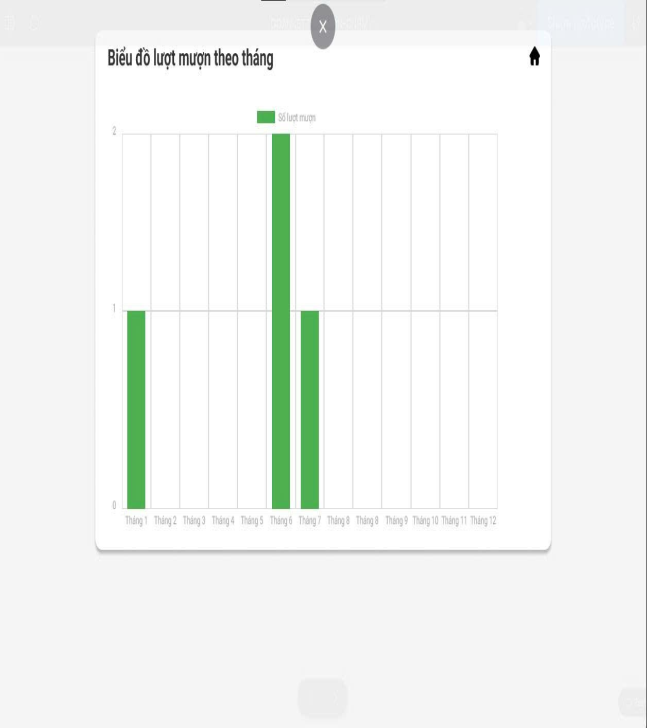 X
Biểu đồ lượt mượn theo tháng
Số lượt mượn
2
1
0
Tháng 1 Tháng 2 Tháng 3 Tháng 4 Tháng 5 Tháng 6 Tháng 7 Tháng 8 Tháng 8 Tháng 9 Tháng 10 Tháng 11 Tháng 12